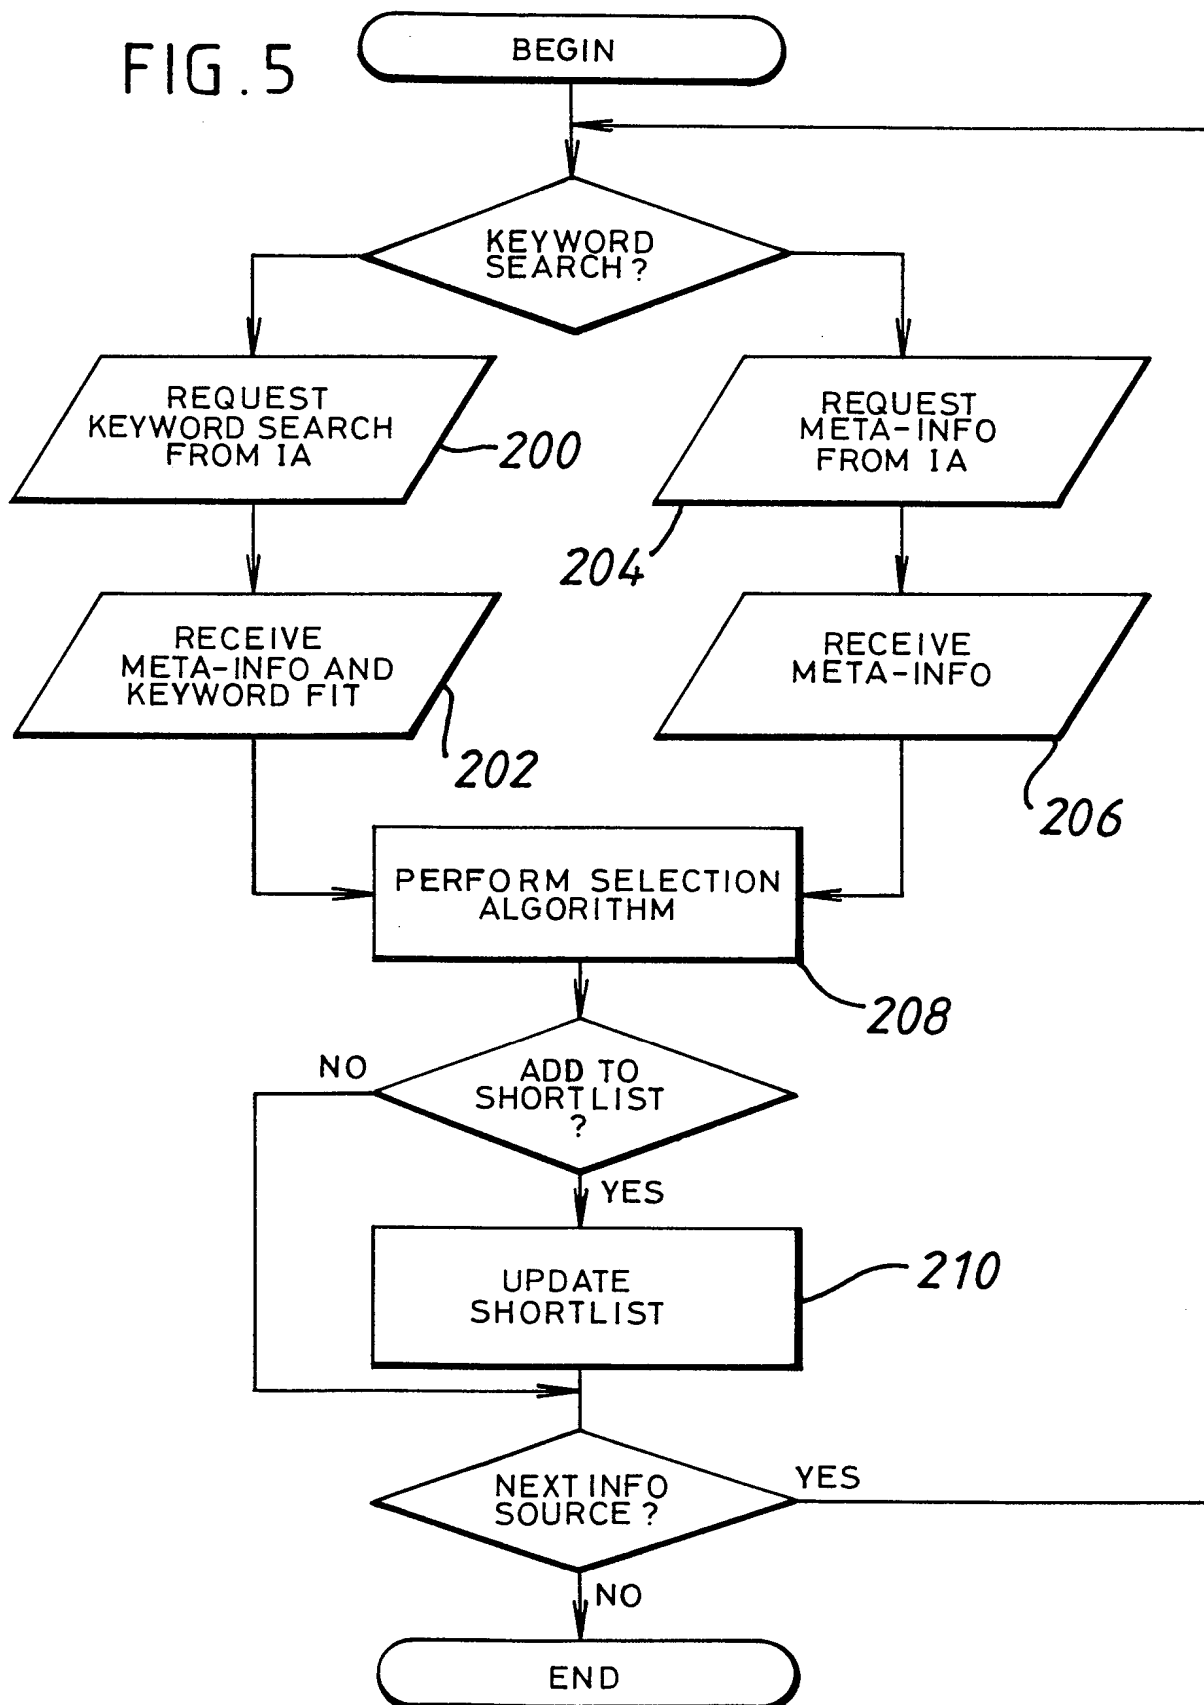 FIG. 5
BEGIN
KEYWORD
SEARCH?
REQUEST
KEYWORD SEARCH
FROM IA
200
REQUEST
META-INFO
FROM IA
204
RECEIVE
META-INFO AND
KEYWORD FIT
202
RECEIVE
META-INFO
206
PERFORM SELECTION
ALGORITHM
208
NO
ADD TO
SHORTLIST
?
YES
UPDATE
SHORTLIST
210
NEXT INFO
SOURCE?
YES
NO
END